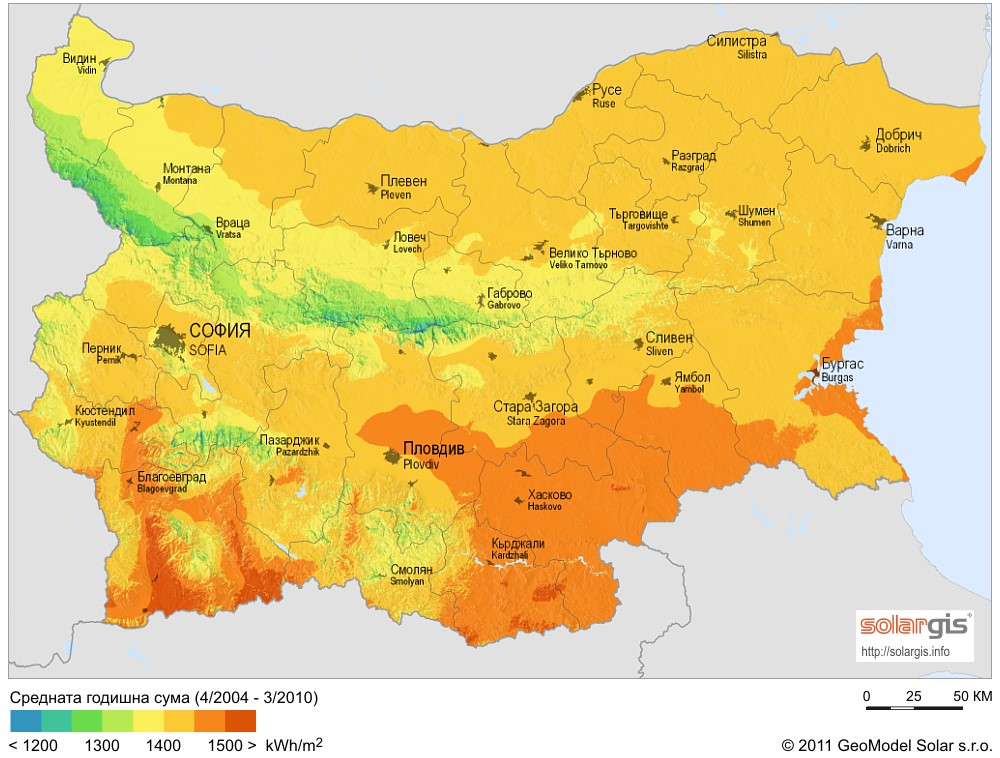 Силистра
Silistra
Видин
Vidin
Русе
Ruse
Добрич
Dobrich
Разград
Razgrad
Монтана
Montana
Плевен
Pleven
Търговище
Targovishte
Шумен
Shumen
Враца
Vratsa
Варна
Varna
Ловеч
Lovech
Велико Търново
Veliko Tarnovo
Габрово
Gabrovo
СОФИЯ
SOFIA
Сливен
Sliven
Перник
Pernik
Бургас
Burgas
Ямбол
Yambol
Кюстендил
Kyustendil
Стара Загора
Stara Zagora
Пазарджик
Pazardzhik
Пловдив
Plovdiv
Благоевград
Blagoevgrad
Хасково
Haskovo
Кърджали
Kardzhali
Смолян
Smolyan
solargis+
http://solargis.info
Средната годишна сума (4/2004 - 3/2010)
0 25 50 KM
< 1200 1300 1400 1500 > kWh/m2
© 2011 GeoModel Solar s.r.o.